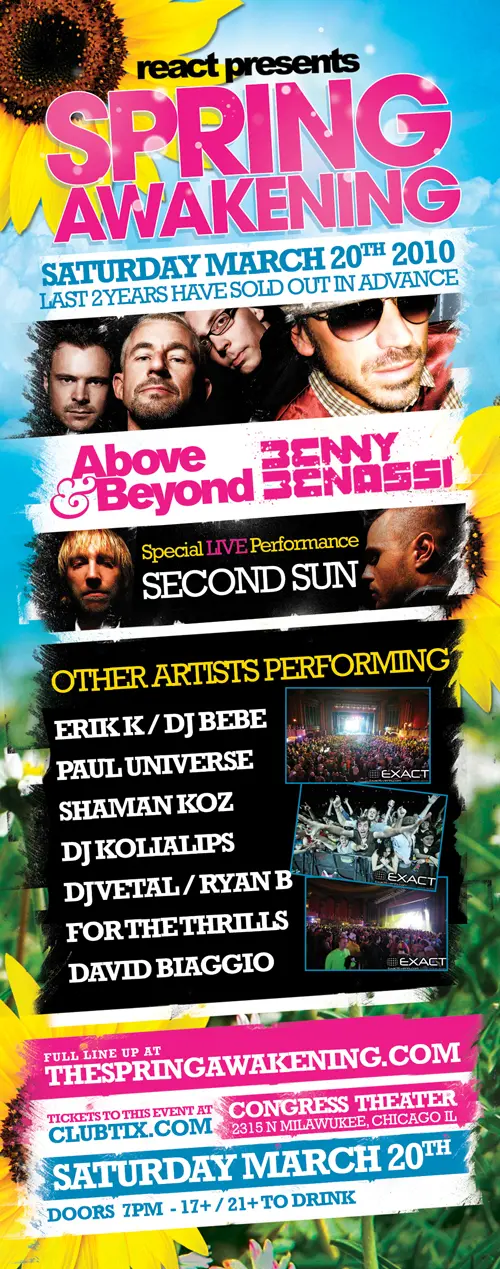 react presents
SPRING
AWAKENING
SATURDAY MARCH 20TH 2010
LAST 2 YEARS HAVE SOLD OUT IN ADVANCE
Above
& Beyond
BENNY
BENASSI
Special LIVE Performance
SECOND SUN
OTHER ARTISTS PERFORMING
ERIK K / DJ BEBE
PAUL UNIVERSE
SHAMAN KOZ
DJ KOLIALIPS
DJ VETAL / RYAN B
FOR THE THRILLS
DAVID BIAGGIO
EXACT
EXACT
EXACT
FULL LINE UP AT
THESPRINGAWAKENING.COM
TICKETS TO THIS EVENT AT
CLUBTIX.COM
CONGRESS THEATER
2315 N MILAWUKEE, CHICAGO IL
SATURDAY MARCH 20TH
DOORS 7PM - 17+ / 21+ TO DRINK